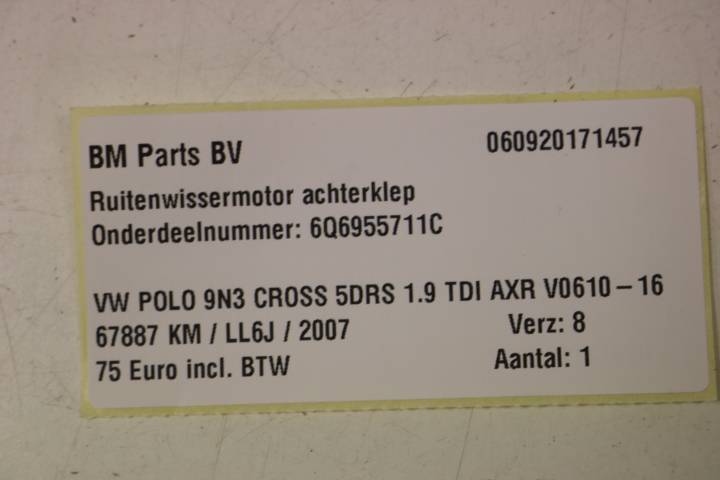 BM Parts BV 060920171457
Ruitenwissermotor achterklep
Onderdeelnummer: 6Q6955711C
VW POLO 9N3 CROSS 5DRS 1.9 TDI AXR V0610-16
67887 KM / LL6J / 2007 Verz: 8
75 Euro incl. BTW Aantal: 1